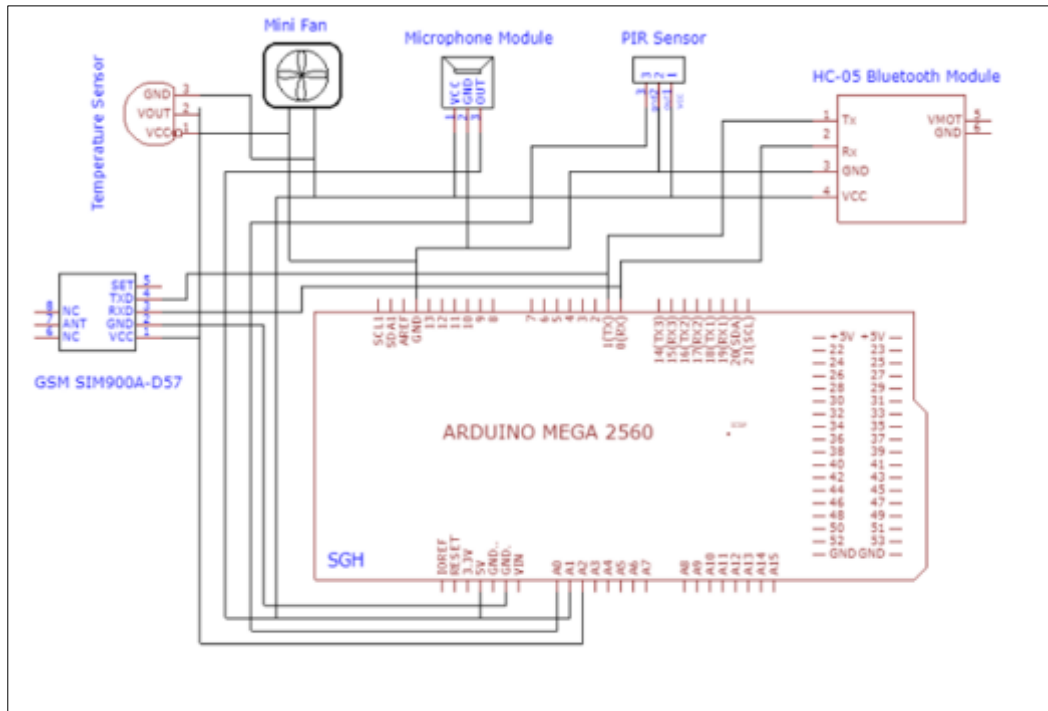 Mini Fan
Microphone Module
PIR Sensor
HC-05 Bluetooth Module
Temperature Sensor
GND 3
VOUT 2
VCC 1
VCC GND OUT
1 2 3
3 2 1
gnd out vcc
1 Tx
2
Rx
3 GND
4 VCC
VMOT
GND
SET 5
TXD 4
RXD 3
GND 2
VCC 1
NC
ANT
NC
GSM SIM900A-D57
SCL1 SDA1 AREF GND 13 12 11 10 9 8 7 6 5 4 3 2 1(TX) 0(RX) 14(TX3) 15(RX3) 16(TX2) 17(RX2) 18(TX1) 19(RX1) 20(SDA) 21(SCL)
+5V +5V
22 23
24 25
26 27
28 29
30 31
32 33
34 35
36 37
38 39
40 41
42 43
44 45
46 47
48 49
50 51
52 53
GND GND
ARDUINO MEGA 2560
SGH
IOREF RESET 3.3V 5V GND.. GND. VIN A0 A1 A2 A3 A4 A5 A6 A7 A8 A9 A10 A11 A12 A13 A14 A15